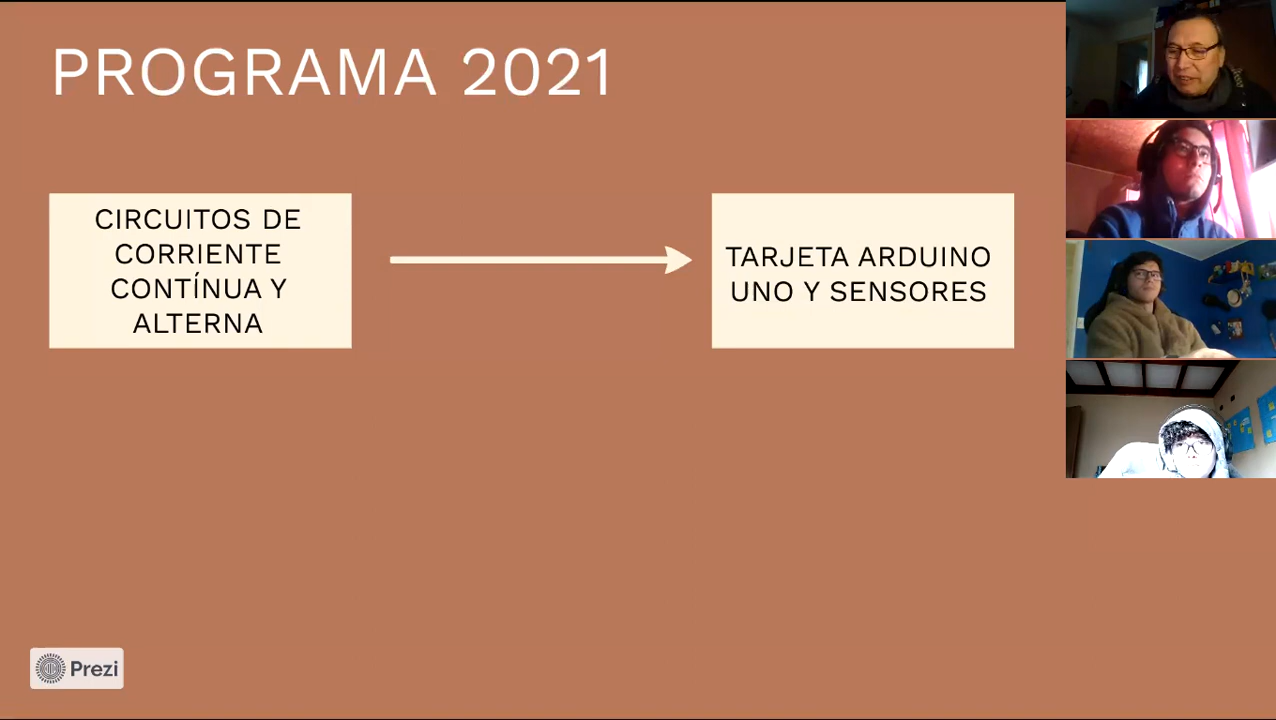 PROGRAMA 2021
CIRCUITOS DE
CORRIENTE
CONTÍNUA Y
ALTERNA
TARJETA ARDUINO
UNO Y SENSORES
Prezi